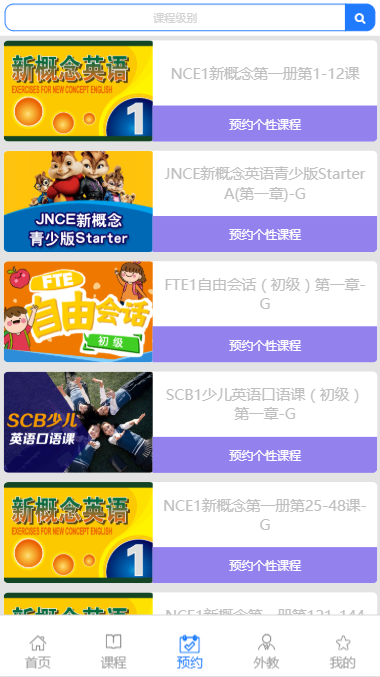 课程级别
新概念英语
EXERCISES FOR NEW CONCEPT ENGLISH
1
NCE1新概念第一册第1-12课
预约个性课程
JNCE新概念
青少版Starter
JNCE新概念英语青少版Starter
A(第一章)-G
预约个性课程
FTE
自由会话
初级
FTE1自由会话（初级）第一章-
G
预约个性课程
SCB少儿
英语口语课
SCB1少儿英语口语课（初级）
第一章-G
预约个性课程
新概念英语
EXERCISES FOR NEW CONCEPT ENGLISH
1
NCE1新概念第一册第25-48课-
G
预约个性课程
新概念英语
NCE1新概念第一册第121-144
首页
课程
预约
外教
我的